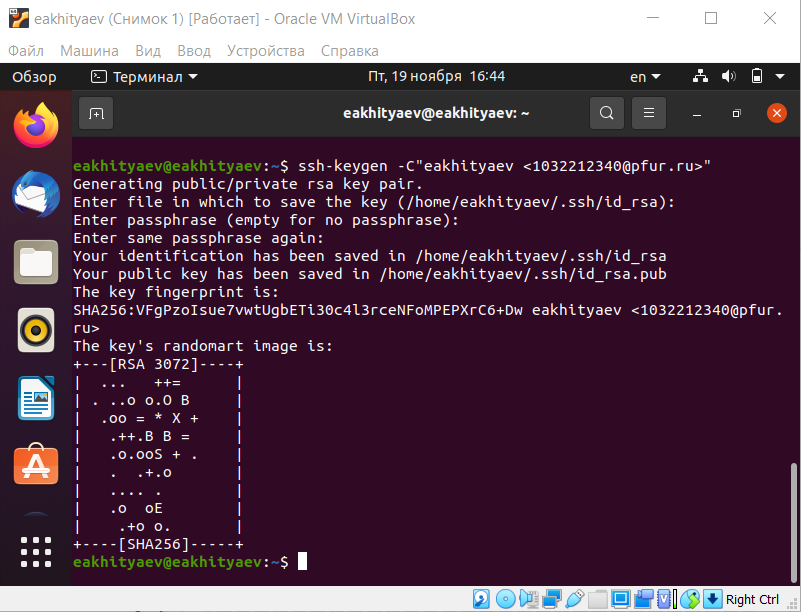 eakhityaev (Снимок 1) [Работает] - Oracle VM VirtualBox
Файл Машина Вид Ввод Устройства Справка
Обзор Терминал Пт, 19 ноября 16:44 en
eakhityaev@eakhityaev: ~
eakhityaev@eakhityaev:~$ ssh-keygen -C"eakhityaev <1032212340@pfur.ru>"
Generating public/private rsa key pair.
Enter file in which to save the key (/home/eakhityaev/.ssh/id_rsa):
Enter passphrase (empty for no passphrase):
Enter same passphrase again:
Your identification has been saved in /home/eakhityaev/.ssh/id_rsa
Your public key has been saved in /home/eakhityaev/.ssh/id_rsa.pub
The key fingerprint is:
SHA256:VFgPzoIsue7vwtUgbETi30c4l3rceNFoMPEPXrC6+Dw eakhityaev <1032212340@pfur.
ru>
The key's randomart image is:
+---[RSA 3072]----+
|  ...   ++=      |
| . ..o o.O B     |
|  .oo = * X +    |
|   .++.B B =     |
|   .o.ooS + .    |
|   .  .+.o       |
|   .... .        |
|   .o  oE        |
|    .+o o.       |
+----[SHA256]-----+
eakhityaev@eakhityaev:~$
Right Ctrl